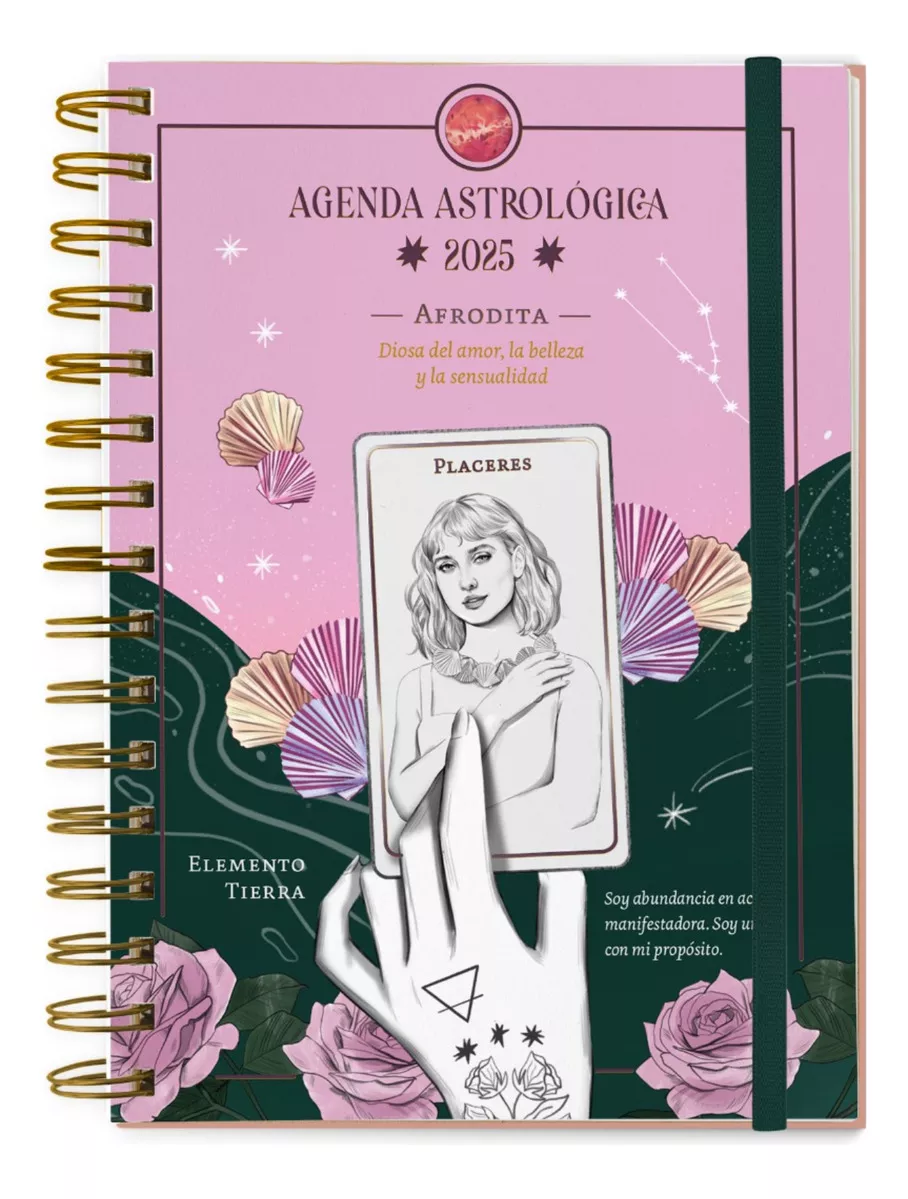 AGENDA ASTROLÓGICA
2025
— AFRODITA —
Diosa del amor, la belleza
y la sensualidad
PLACERES
ELEMENTO
TIERRA
Soy abundancia en
manifestadora. Soy
con mi propósito.